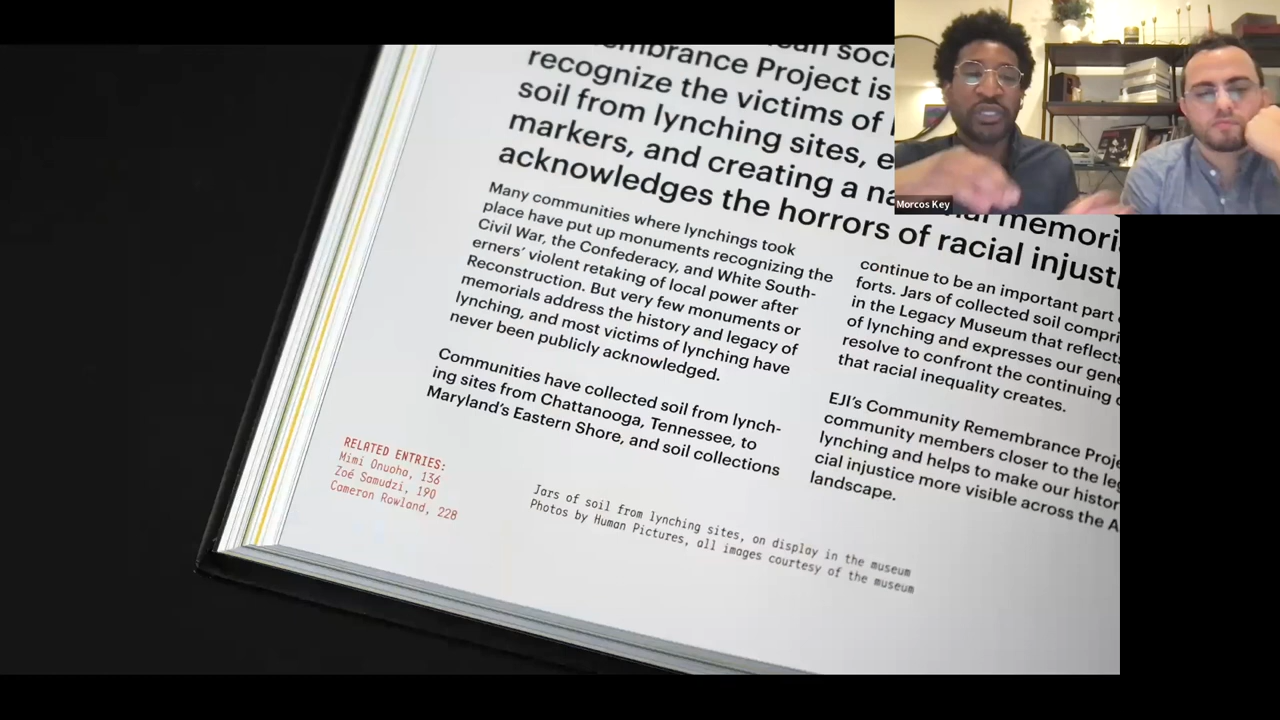 embrance Project is
recognize the victims of
soil from lynching sites, e
markers, and creating a na
memori
acknowledges the horrors of racial injust
Many communities where lynchings took
place have put up monuments recognizing the
Civil War, the Confederacy, and White South-
erners' violent retaking of local power after
Reconstruction. But very few monuments or
memorials address the history and legacy of
lynching, and most victims of lynching have
never been publicly acknowledged.
Communities have collected soil from lynch-
ing sites from Chattanooga, Tennessee, to
Maryland's Eastern Shore, and soil collections
continue to be an important part
forts. Jars of collected soil compri
in the Legacy Museum that reflects
of lynching and expresses our gene
resolve to confront the continuing
that racial inequality creates.
EJI's Community Remembrance Proje
community members closer to the leg
lynching and helps to make our histor
cial injustice more visible across the A
landscape.
RELATED ENTRIES:
Mimi Onuoha, 136
Zoé Samudzi, 190
Cameron Rowland, 228
Jars of soil from lynching sites, on display in the museum
Photos by Human Pictures, all images courtesy of the museum
Morcos Key